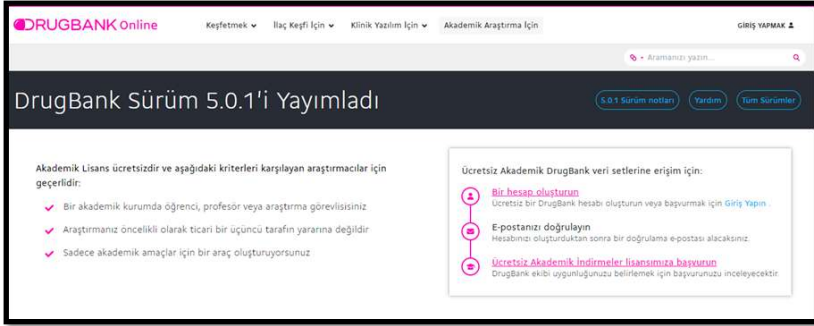 DRUGBANK Online
Keşfetmek
İlaç Keşfi İçin
Klinik Yazılım İçin
Akademik Araştırma İçin
GİRİŞ YAPMAK
Aramanızı yazın...
DrugBank Sürüm 5.0.1'i Yayımladı
5.0.1 Sürüm notları
Yardım
Tüm Sürümler
Akademik Lisans ücretsizdir ve aşağıdaki kriterleri karşılayan araştırmacılar için
geçerlidir:
Bir akademik kurumda öğrenci, profesör veya araştırma görevlisisiniz
Araştırmanız öncelikli olarak ticari bir üçüncü tarafın yararına değildir
Sadece akademik amaçlar için bir araç oluşturuyorsunuz
Ücretsiz Akademik DrugBank veri setlerine erişim için:
Bir hesap oluşturun
Ücretsiz bir DrugBank hesabı oluşturun veya başvurmak için Giriş Yapın .
E-postanızı doğrulayın
Hesabınızı oluşturduktan sonra bir doğrulama e-postası alacaksınız.
Ücretsiz Akademik İndirmeler lisansımıza başvurun
DrugBank ekibi uygunluğunuzu belirlemek için başvurunuzu inceleyecektir.